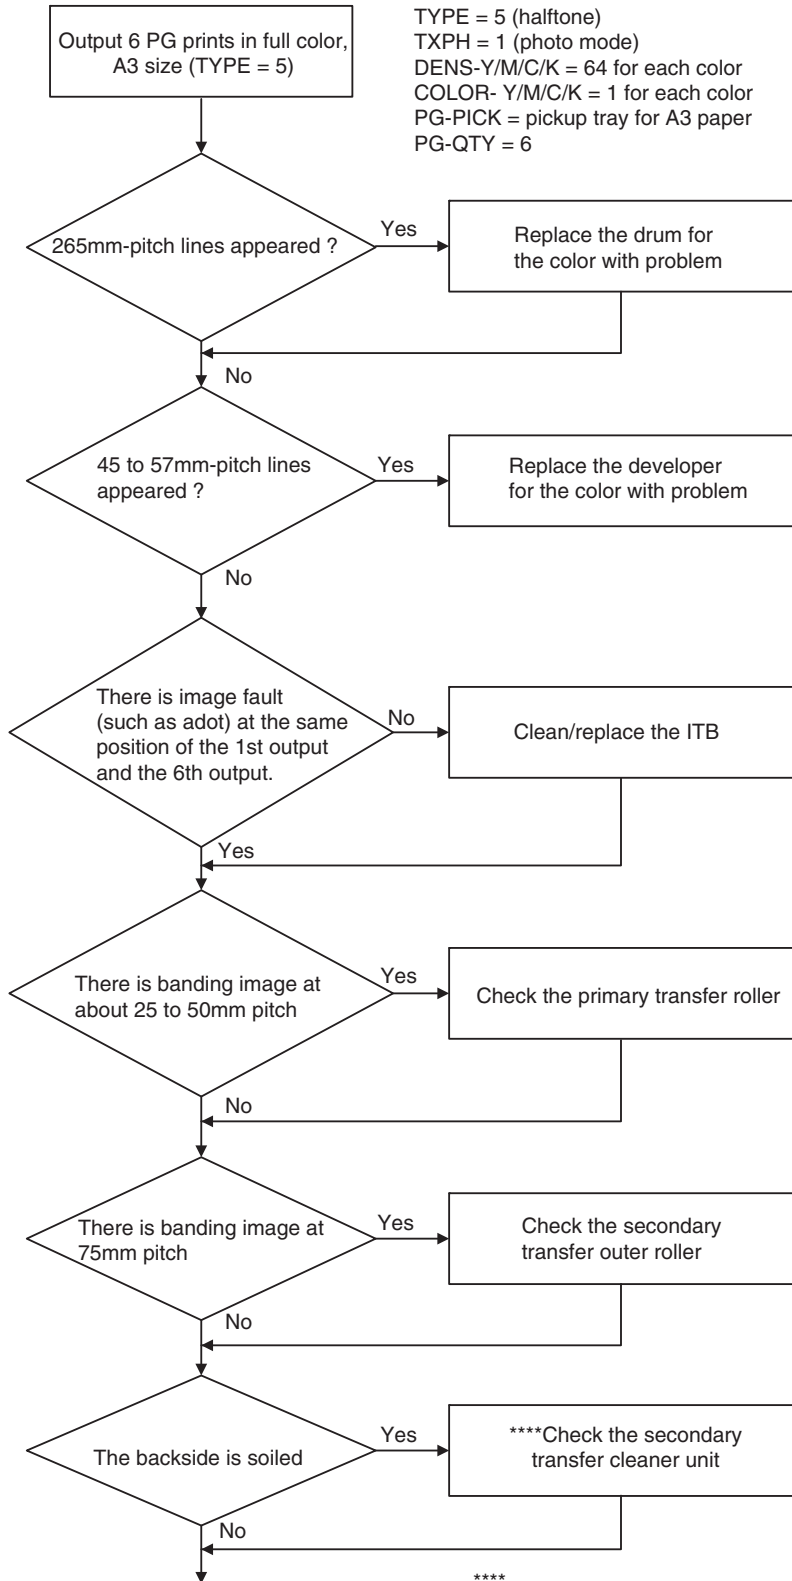 Output 6 PG prints in full color,
A3 size (TYPE = 5)
TYPE = 5 (halftone)
TXPH = 1 (photo mode)
DENS-Y/M/C/K = 64 for each color
COLOR- Y/M/C/K = 1 for each color
PG-PICK = pickup tray for A3 paper
PG-QTY = 6
265mm-pitch lines appeared ?
Yes
Replace the drum for
the color with problem
No
45 to 57mm-pitch lines
appeared ?
Yes
Replace the developer
for the color with problem
No
There is image fault
(such as adot) at the same
position of the 1st output
and the 6th output.
No
Clean/replace the ITB
Yes
There is banding image at
about 25 to 50mm pitch
Yes
Check the primary transfer roller
No
There is banding image at
75mm pitch
Yes
Check the secondary
transfer outer roller
No
The backside is soiled
Yes
****Check the secondary
transfer cleaner unit
No
****